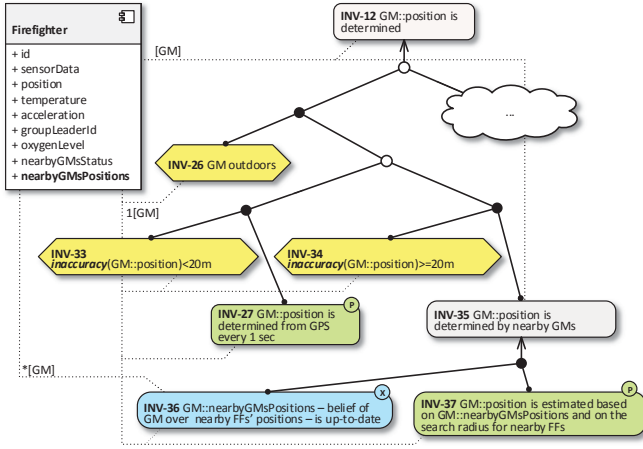 Firefighter
+ id
+ sensorData
+ position
+ temperature
+ acceleration
+ groupLeaderId
+ oxygenLevel
+ nearbyGMsStatus
+ nearbyGMsPositions
[GM]
INV-12 GM::position is
determined
...
INV-26 GM outdoors
1[GM]
INV-33
inaccuracy(GM::position)<20m
INV-34
inaccuracy(GM::position)>=20m
P
INV-27 GM::position is
determined from GPS
every 1 sec
INV-35 GM::position is
determined by nearby GMs
*[GM]
X
INV-36 GM::nearbyGMsPositions – belief of
GM over nearby FFs' positions – is up-to-date
P
INV-37 GM::position is estimated based
on GM::nearbyGMsPositions and on the
search radius for nearby FFs